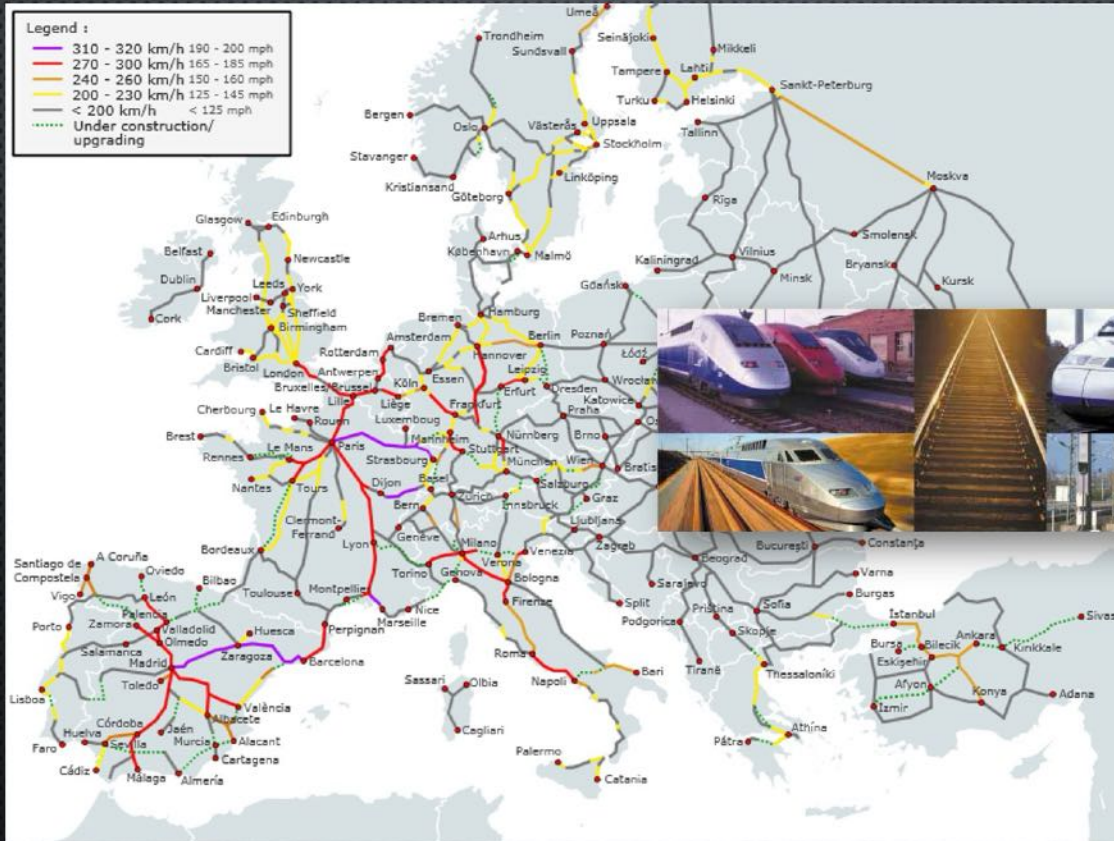 Legend :
310 - 320 km/h 190 - 200 mph
270 - 300 km/h 165 - 185 mph
240 - 260 km/h 150 - 160 mph
200 - 230 km/h 125 - 145 mph
< 200 km/h < 125 mph
Under construction/
upgrading
Umeå
Trondheim
Sundsvall
Seinäjoki
Mikkeli
Tampere
Lahti
Sankt-Peterburg
Turku
Helsinki
Bergen
Oslo
Västerås
Uppsala
Stockholm
Tallinn
Stavanger
Kristiansand
Linköping
Göteborg
Moskva
Rīga
Glasgow
Edinburgh
Smolensk
Belfast
Newcastle
Arhus
København
Malmö
Kaliningrad
Vilnius
Minsk
Bryansk
Kursk
Dublin
Leeds
York
Liverpool
Manchester
Sheffield
Cork
Birmingham
Gdańsk
Hamburg
Bremen
Amsterdam
Rotterdam
Hannover
Berlin
Poznań
Łódź
Cardiff
Bristol
London
Antwerpen
Bruxelles/Brussel
Lille
Köln
Essen
Leipzig
Erfurt
Dresden
Wrocław
Katowice
Liège
Frankfurt
Praha
Os
Cherbourg
Le Havre
Rouen
Luxembourg
Mannheim
Nürnberg
Brno
Brest
Rennes
Le Mans
Paris
Strasbourg
Stuttgart
München
Wien
Bratis
Nantes
Tours
Dijon
Basel
Zürich
Salzburg
Innsbruck
Graz
Bern
Clermont-
Ferrand
Genève
Ljubljana
Zagreb
Bordeaux
Lyon
Milano
Venezia
Verona
Beograd
București
Constanța
Torino
Genova
Bologna
Santiago de
Compostela
A Coruña
Oviedo
Bilbao
Toulouse
Montpellier
Nice
Marseille
Firense
Sarajevo
Varna
Burgas
Vigo
León
Split
Podgorica
Priština
Sofia
Istanbul
Sivas
Porto
Palencia
Zamora
Valladolid
Olmedo
Huesca
Perpignan
Skopje
Bursa
Bilecik
Ankara
Kırıkkale
Salamanca
Zaragoza
Barcelona
Roma
Eskişehir
Madrid
Toledo
Napoli
Bari
Tiranë
Thessaloníki
Afyon
Lisboa
València
Sassari
Olbia
Izmir
Konya
Adana
Córdoba
Albacete
Huelva
Sevilla
Jaén
Murcia
Alacant
Cagliari
Pátra
Athína
Faro
Cádiz
Málaga
Almería
Cartagena
Palermo
Catania